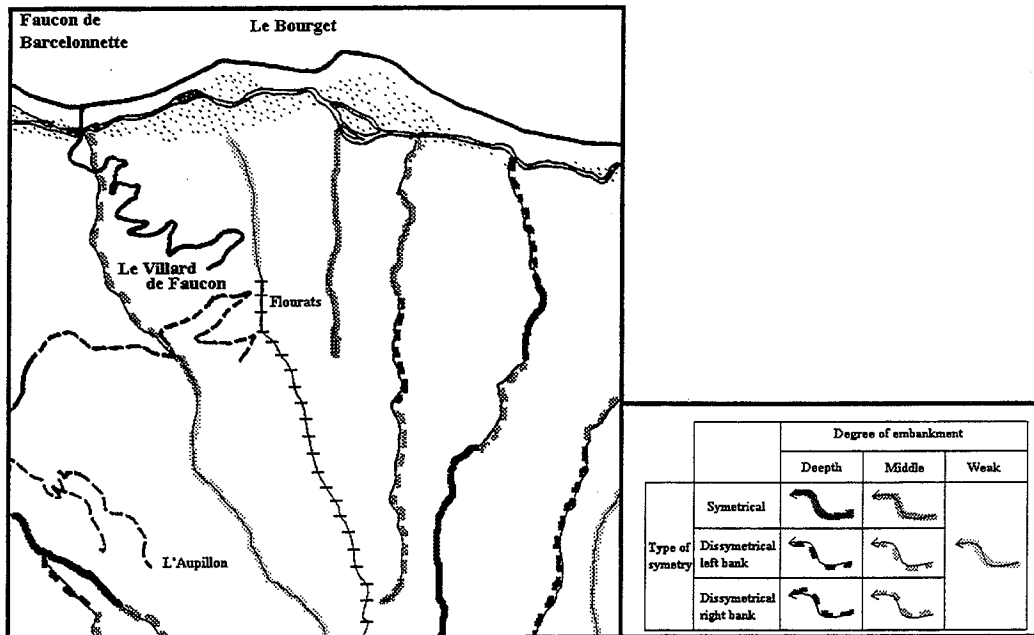 Faucon de
Barcelonnette
Le Bourget
Le Villard
de Faucon
Flourats
L'Aupillon
Degree of embankment
Deepth Middle Weak
Symetrical
Type of
symetry
Dissymetrical
left bank
Dissymetrical
right bank